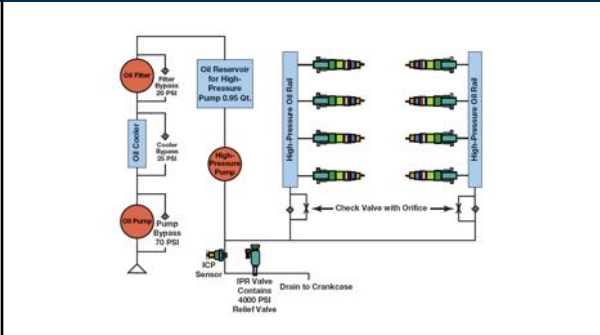 Oil Filter
Filter
Bypass
20 PSI
Oil Cooler
Cooler
Bypass
25 PSI
Oil Pump
Pump
Bypass
70 PSI
Oil Reservoir
for High-
Pressure
Pump 0.95 Qt.
High-
Pressure
Pump
ICP
Sensor
IPR Valve
Contains
4000 PSI
Relief Valve
Drain to Crankcase
High-Pressure Oil Rail
High-Pressure Oil Rail
Check Valve with Orifice